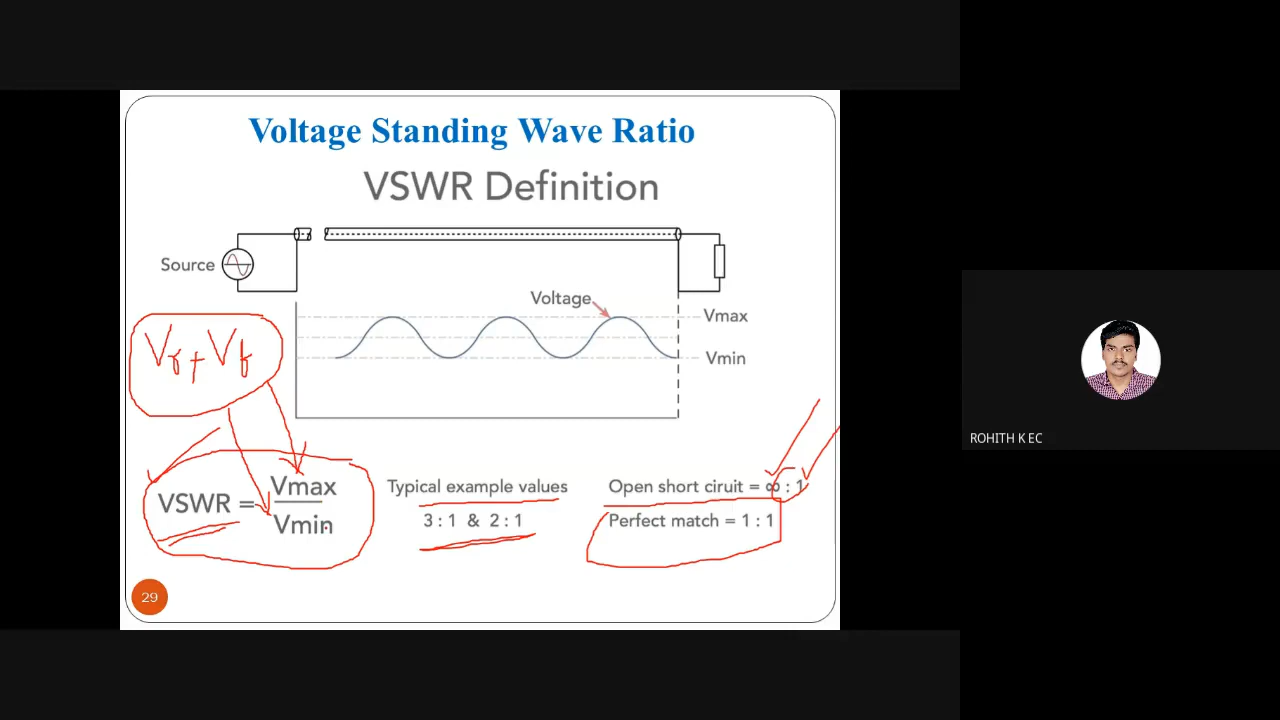 Voltage Standing Wave Ratio
VSWR Definition
Source
Voltage
Vmax
Vmin
Vr + Vf
VSWR = Vmax
Vmin
Typical example values
3 : 1 & 2 : 1
Open short ciruit = ∞ : 1
Perfect match = 1 : 1
29
ROHITH K EC